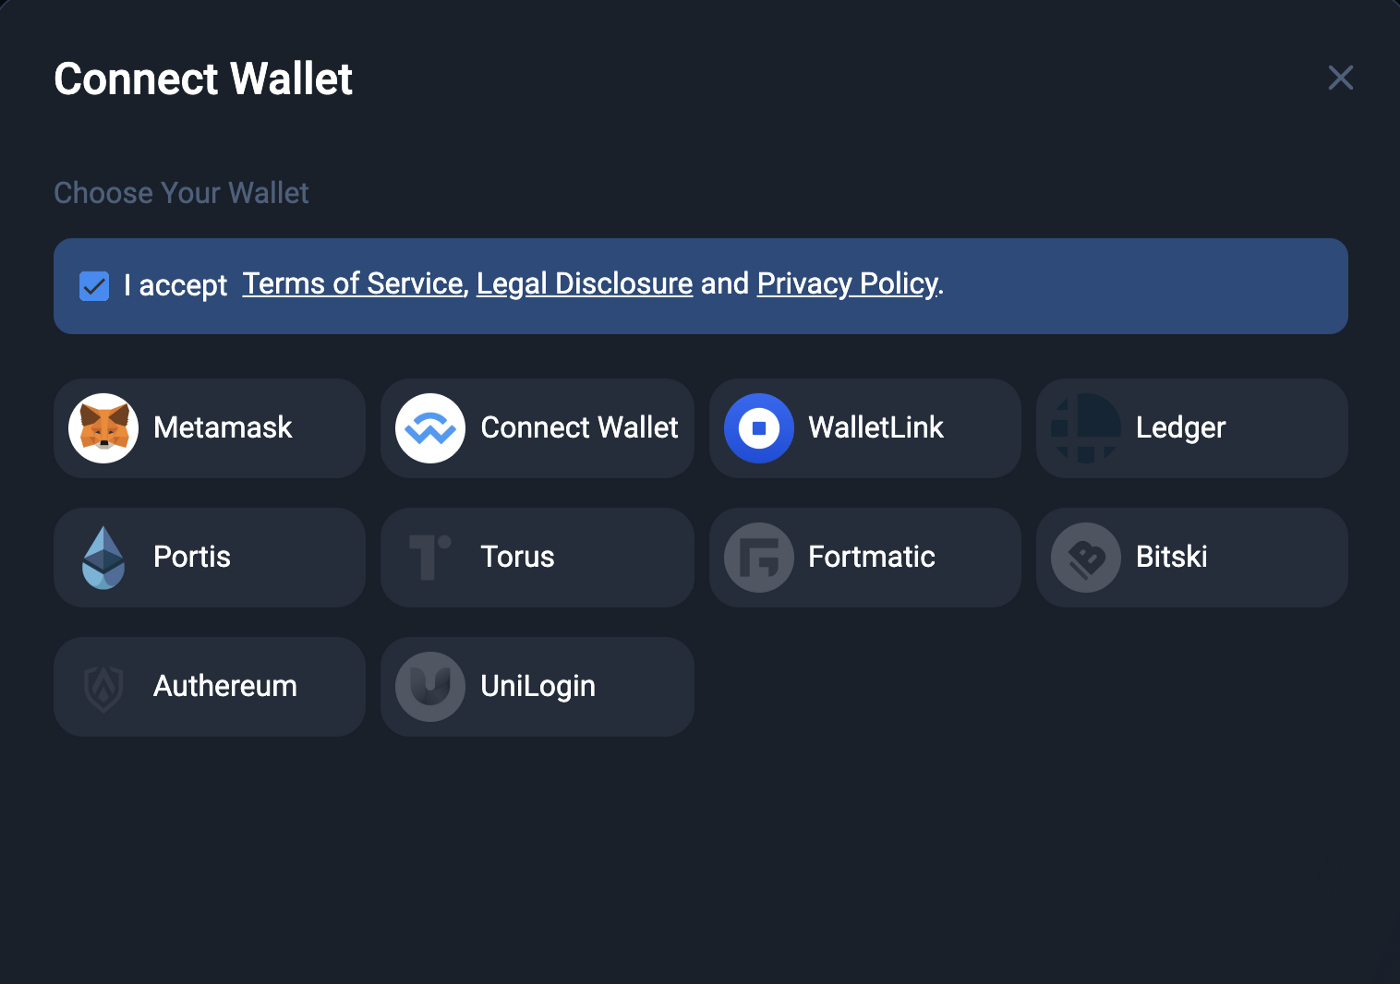 Connect Wallet
Choose Your Wallet
I accept Terms of Service, Legal Disclosure and Privacy Policy.
Metamask
Connect Wallet
WalletLink
Ledger
Portis
Torus
Fortmatic
Bitski
Authereum
UniLogin